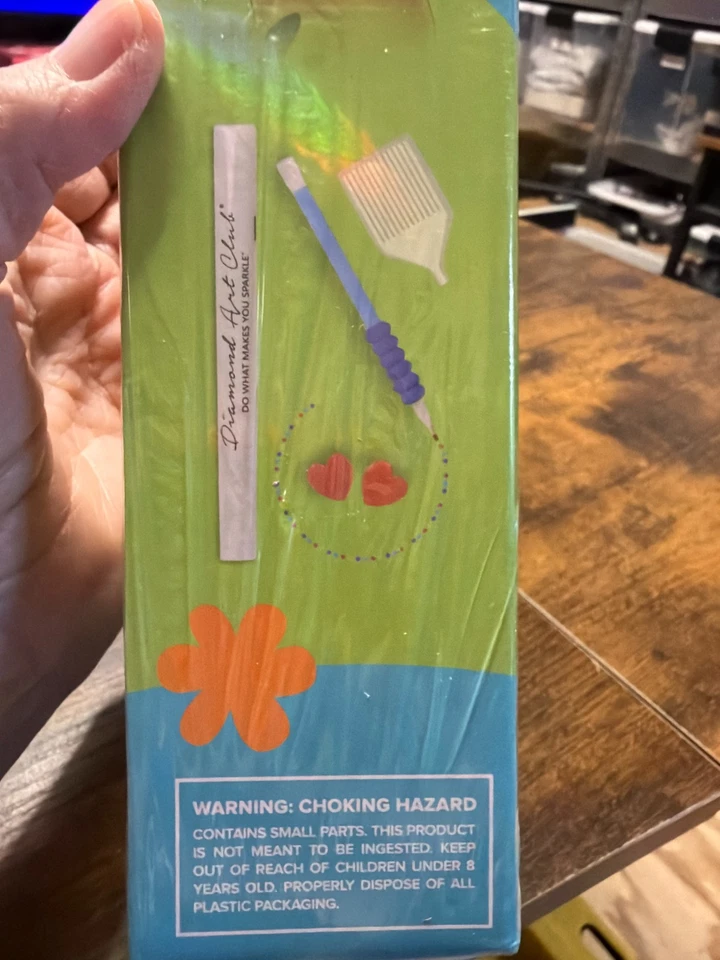 Diamond Art Club®
DO WHAT MAKES YOU SPARKLE™
WARNING: CHOKING HAZARD
CONTAINS SMALL PARTS. THIS PRODUCT
IS NOT MEANT TO BE INGESTED. KEEP
OUT OF REACH OF CHILDREN UNDER 8
YEARS OLD. PROPERLY DISPOSE OF ALL
PLASTIC PACKAGING.